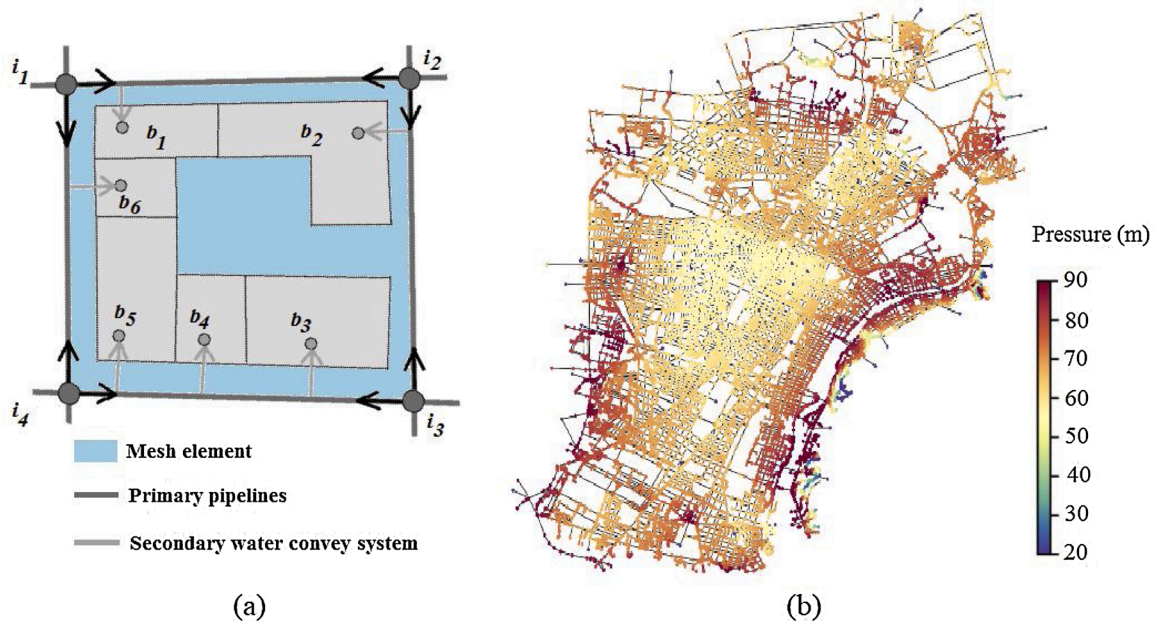 i1
i2
b1
b2
b6
b5
b4
b3
i4
i3
Mesh element
Primary pipelines
Secondary water convey system
(a)
Pressure (m)
90
80
70
60
50
40
30
20
(b)